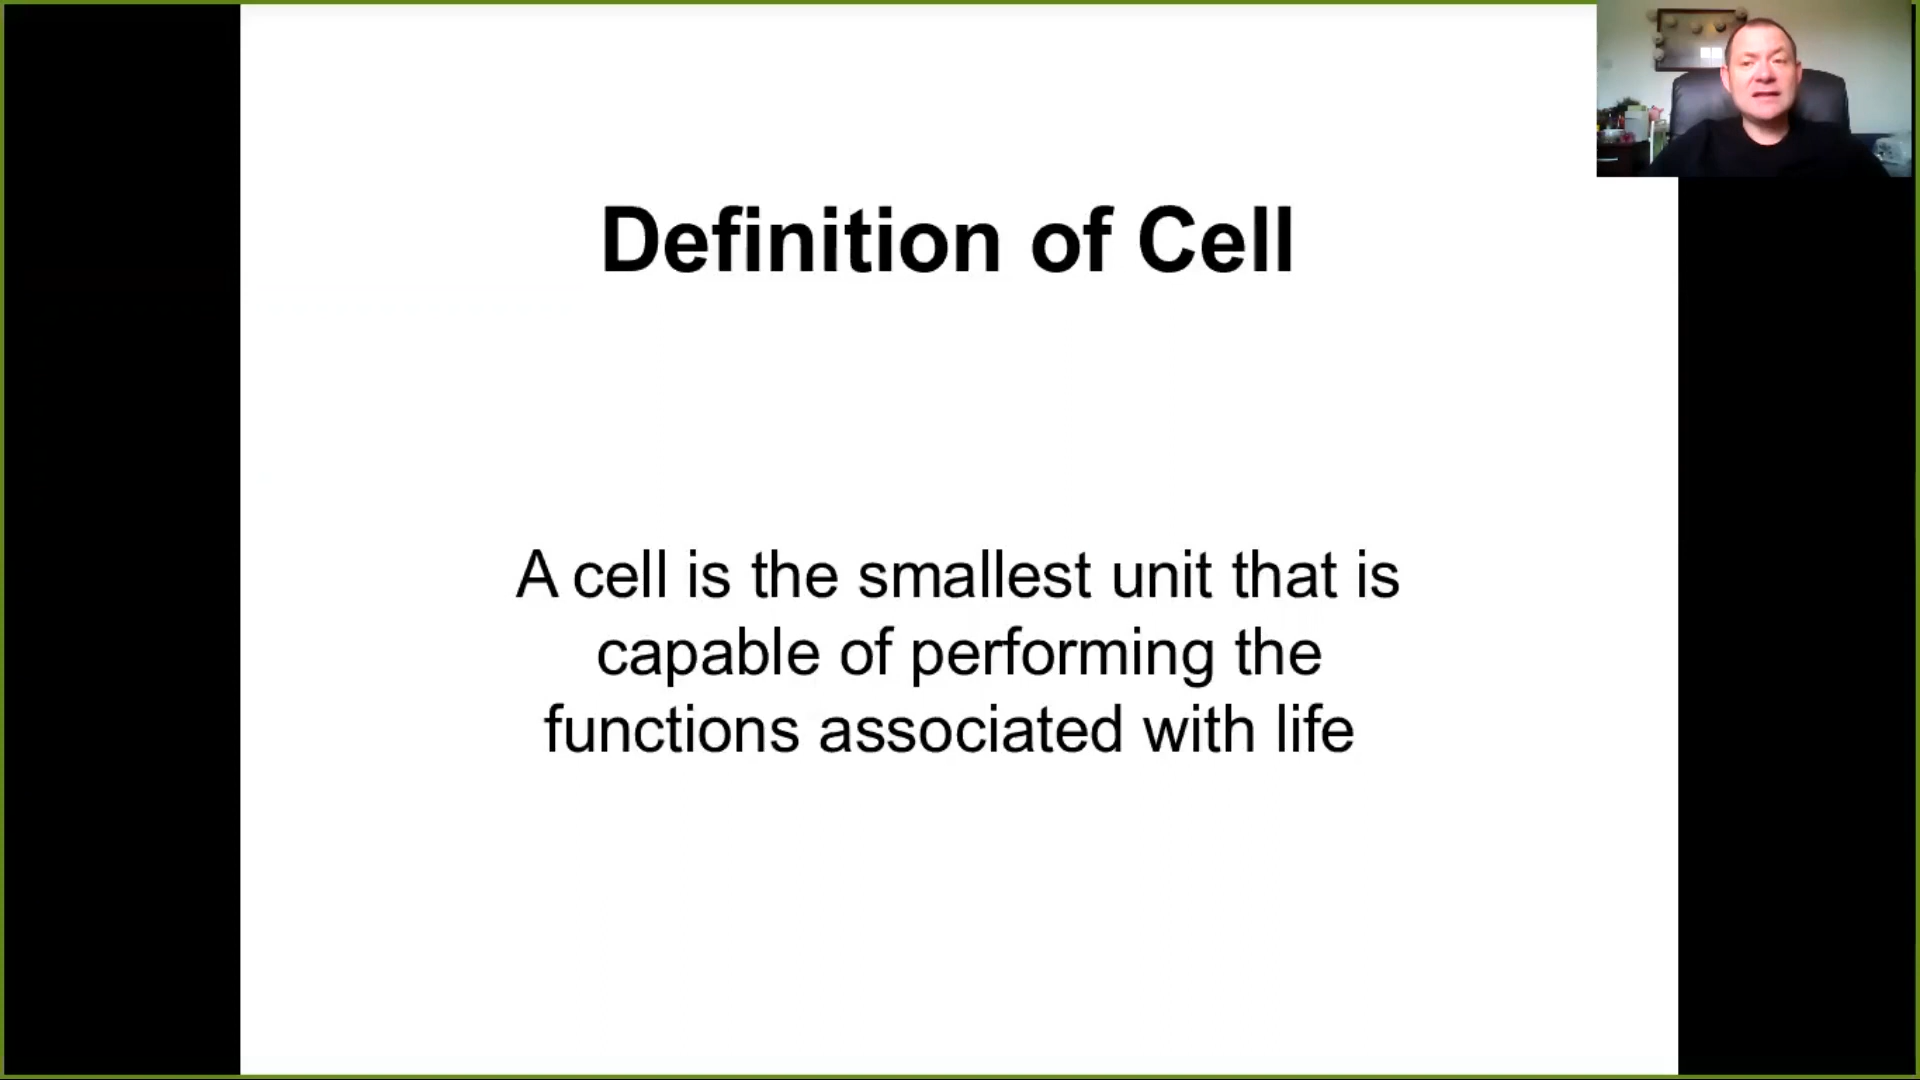 Definition of Cell
A cell is the smallest unit that is
capable of performing the
functions associated with life